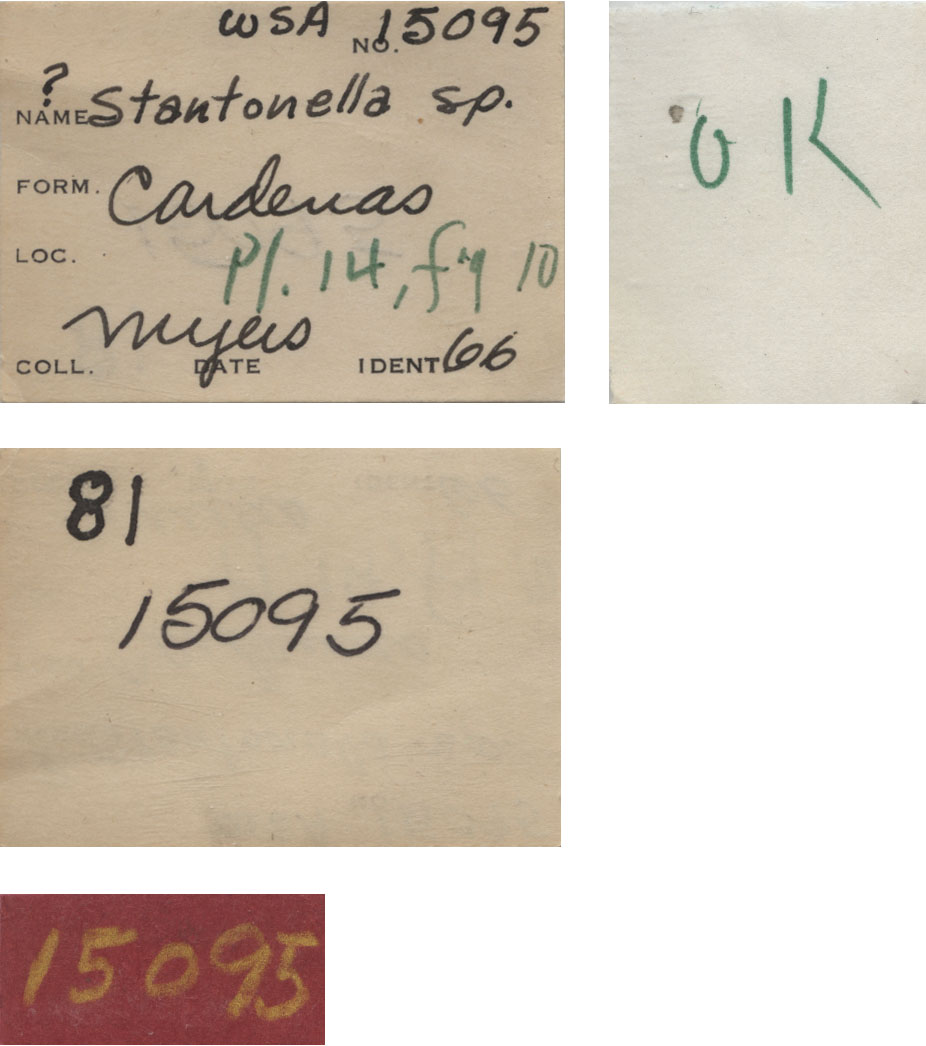 WSA NO. 15095
?
NAME Stantonella sp.
FORM. Cardenas
LOC. Pl. 14, fig 10
Myers
COLL. DATE IDENT 66
OK
81
15095
15095